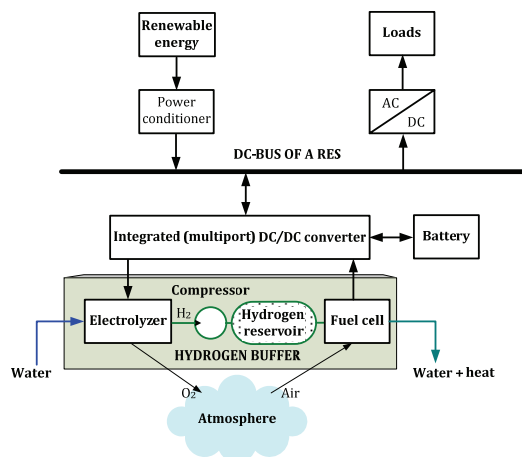 Renewable
energy
Loads
Power
conditioner
AC
DC
DC-BUS OF A RES
Integrated (multiport) DC/DC converter
Battery
Compressor
Electrolyzer
H2
Hydrogen
reservoir
Fuel cell
HYDROGEN BUFFER
Water
Water + heat
O2
Air
Atmosphere